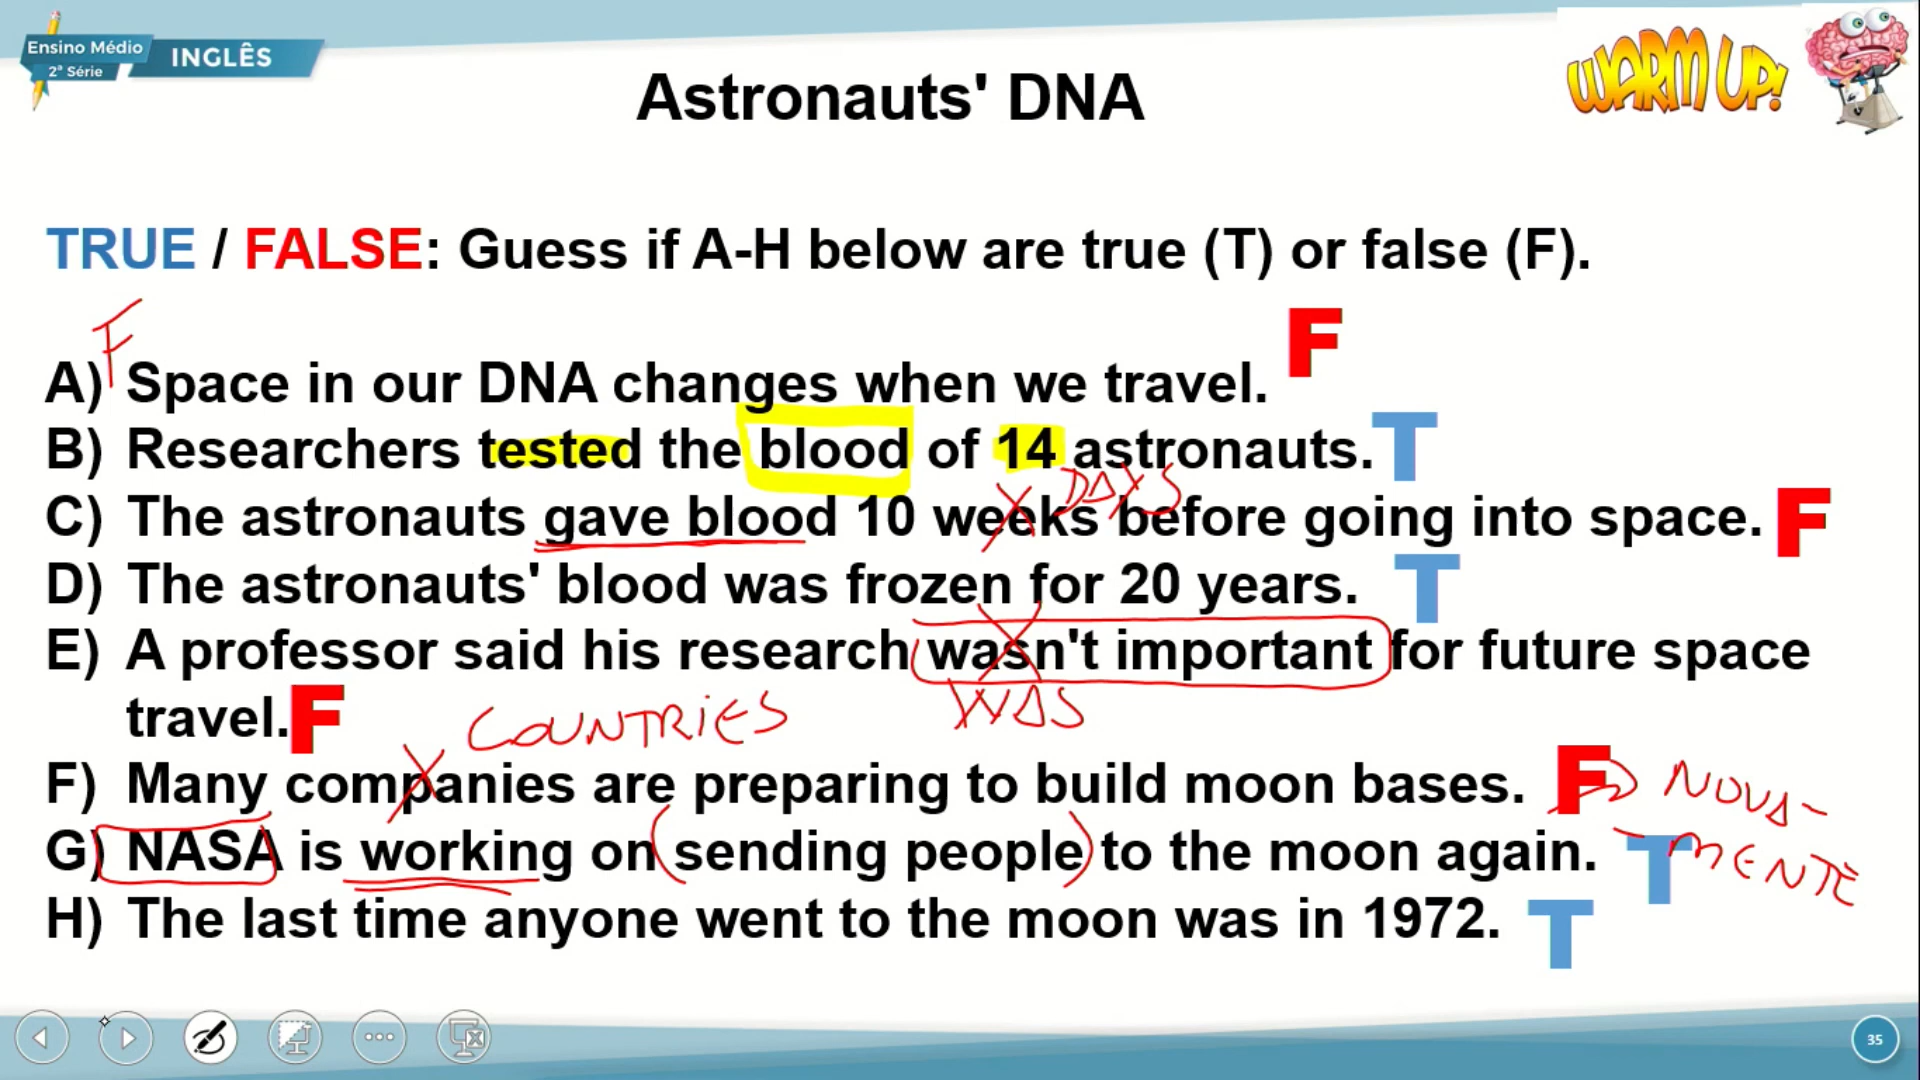 Ensino Médio
2ª Série
INGLÊS
WARM UP!
Astronauts' DNA
TRUE / FALSE: Guess if A-H below are true (T) or false (F).
F
A) Space in our DNA changes when we travel. F
B) Researchers tested the blood of 14 astronauts. T
DAYS
C) The astronauts gave blood 10 weeks before going into space. F
D) The astronauts' blood was frozen for 20 years. T
E) A professor said his research wasn't important for future space
travel. F
COUNTRIES WAS
F) Many companies are preparing to build moon bases. F
NOVA-
G) NASA is working on (sending people) to the moon again. T
MENTE
H) The last time anyone went to the moon was in 1972. T
35